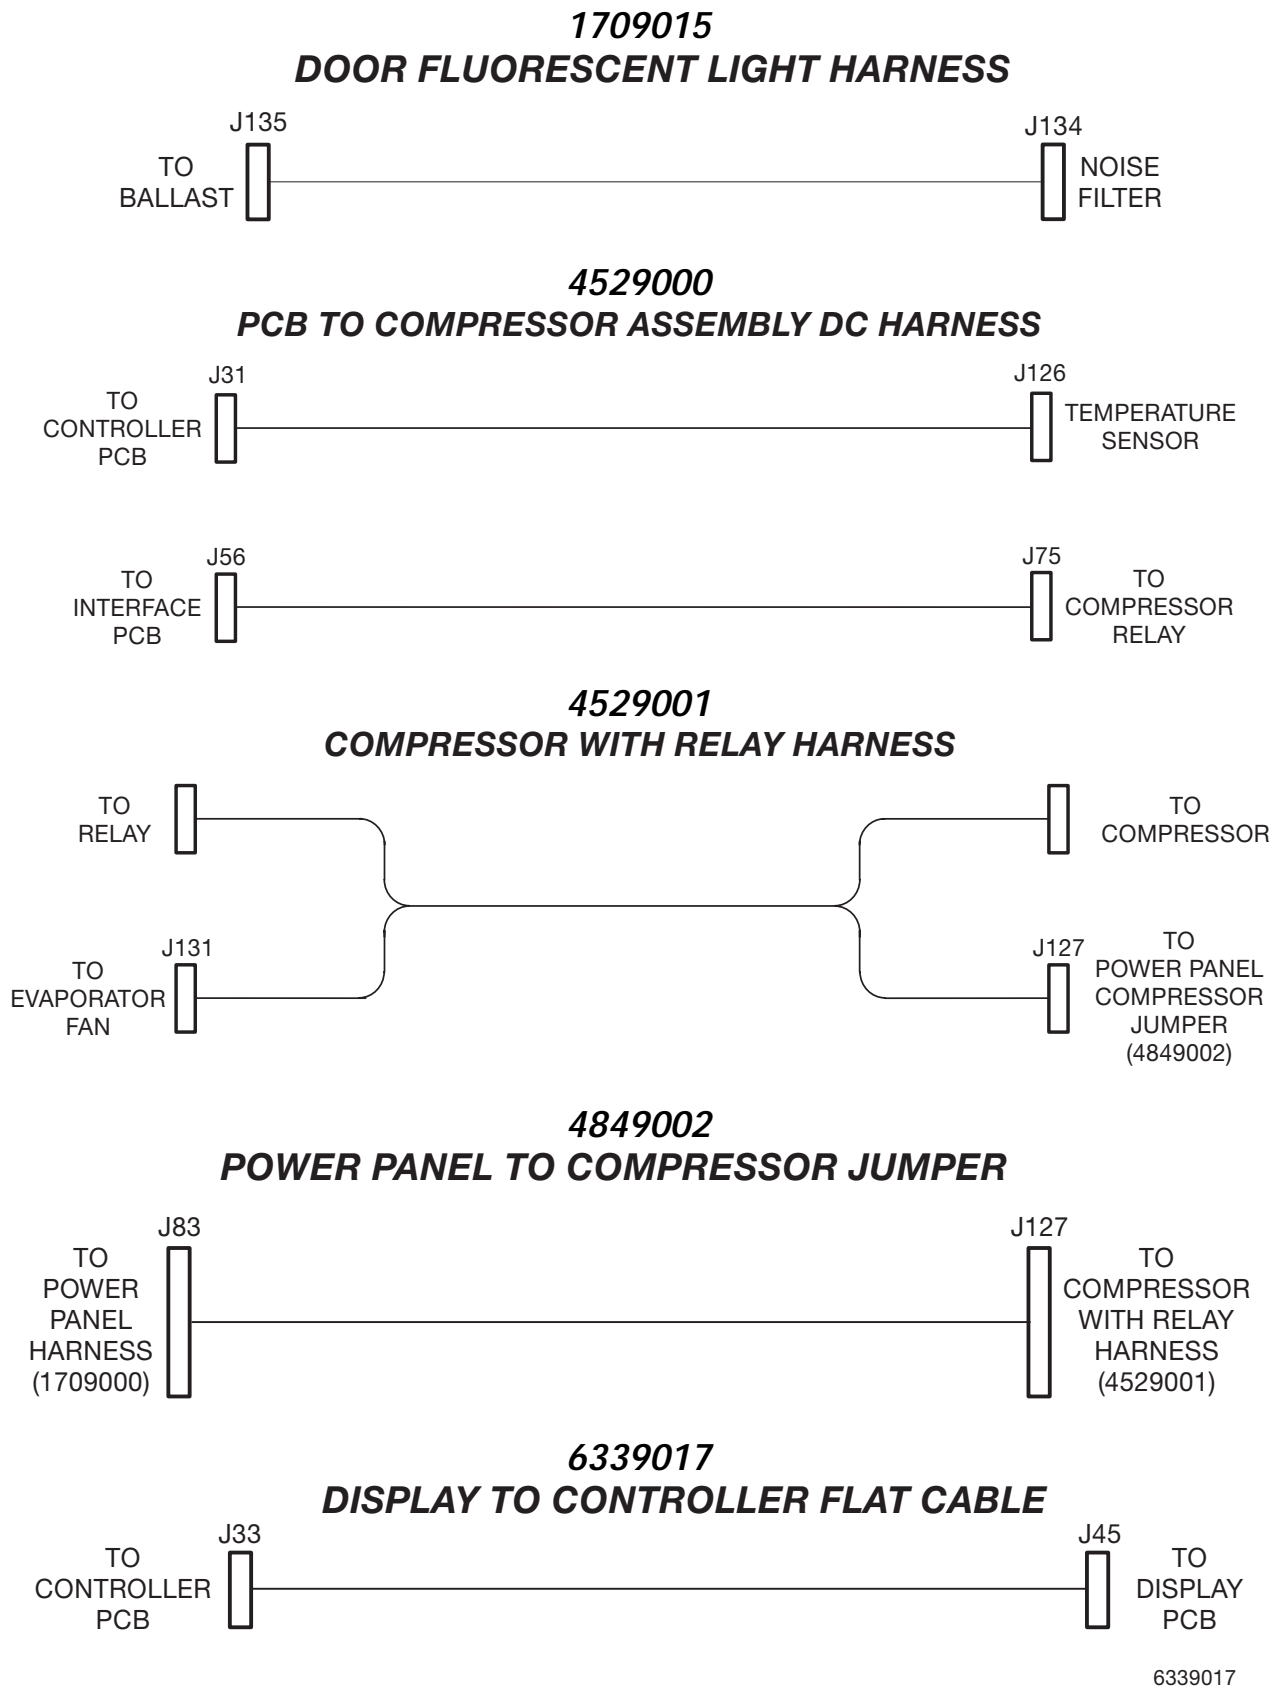 1709015
DOOR FLUORESCENT LIGHT HARNESS
J135
J134
TO
BALLAST
NOISE
FILTER
4529000
PCB TO COMPRESSOR ASSEMBLY DC HARNESS
J31
J126
TO
CONTROLLER
PCB
TEMPERATURE
SENSOR
J56
J75
TO
INTERFACE
PCB
TO
COMPRESSOR
RELAY
4529001
COMPRESSOR WITH RELAY HARNESS
TO
RELAY
TO
COMPRESSOR
J131
TO
EVAPORATOR
FAN
J127
TO
POWER PANEL
COMPRESSOR
JUMPER
(4849002)
4849002
POWER PANEL TO COMPRESSOR JUMPER
J83
J127
TO
POWER
PANEL
HARNESS
(1709000)
TO
COMPRESSOR
WITH RELAY
HARNESS
(4529001)
6339017
DISPLAY TO CONTROLLER FLAT CABLE
J33
J45
TO
CONTROLLER
PCB
TO
DISPLAY
PCB
6339017